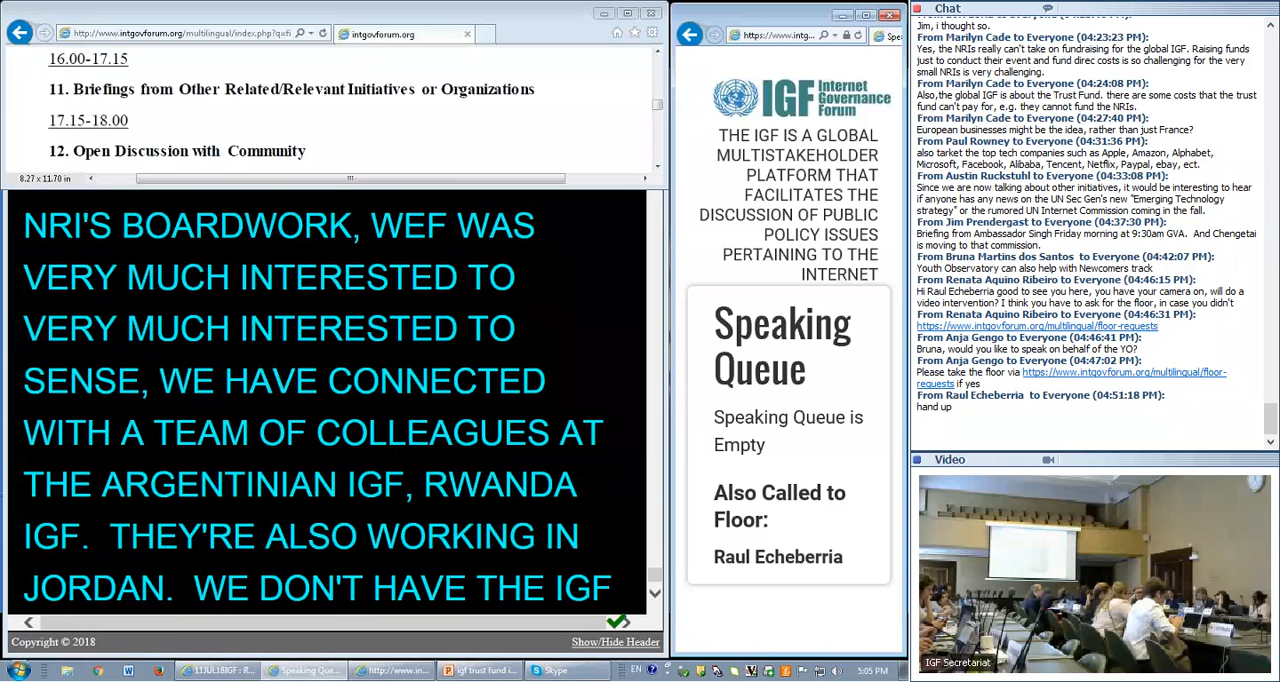 http://www.intgovforum.org/multilingual/index.php?q=fi
intgovforum.org
16.00-17.15
11. Briefings from Other Related/Relevant Initiatives or Organizations
17.15-18.00
12. Open Discussion with Community
8.27 x 11.70 in
NRI'S BOARDWORK, WEF WAS
VERY MUCH INTERESTED TO
VERY MUCH INTERESTED TO
SENSE, WE HAVE CONNECTED
WITH A TEAM OF COLLEAGUES AT
THE ARGENTINIAN IGF, RWANDA
IGF. THEY'RE ALSO WORKING IN
JORDAN. WE DON'T HAVE THE IGF
Copyright © 2018
Show/Hide Header
https://www.intg...
Spe
IGF Internet
Governance
Forum
THE IGF IS A GLOBAL
MULTISTAKEHOLDER
PLATFORM THAT
FACILITATES THE
DISCUSSION OF PUBLIC
POLICY ISSUES
PERTAINING TO THE
INTERNET
Speaking
Queue
Speaking Queue is
Empty
Also Called to
Floor:
Raul Echeberria
Chat
Jim, i thought so.
From Marilyn Cade to Everyone (04:23:23 PM):
Yes, the NRIs really can't take on fundraising for the global IGF. Raising funds
just to conduct their event and fund direc costs is so challenging for the very
small NRIs is very challenging.
From Marilyn Cade to Everyone (04:24:08 PM):
Also,the global IGF is about the Trust Fund. there are some costs that the trust
fund can't pay for, e.g. they cannot fund the NRIs.
From Marilyn Cade to Everyone (04:27:40 PM):
European businesses might be the idea, rather than just France?
From Paul Rowney to Everyone (04:31:36 PM):
also tarket the top tech companies such as Apple, Amazon, Alphabet,
Microsoft, Facebook, Alibaba, Tencent, Netflix, Paypal, ebay, ect.
From Austin Ruckstuhl to Everyone (04:33:08 PM):
Since we are now talking about other initiatives, it would be interesting to hear
if anyone has any news on the UN Sec Gen's new "Emerging Technology
strategy" or the rumored UN Internet Commission coming in the fall.
From Jim Prendergast to Everyone (04:37:30 PM):
Briefing from Ambassador Singh Friday morning at 9:30am GVA. And Chengetai
is moving to that commission.
From Bruna Martins dos Santos to Everyone (04:42:07 PM):
Youth Observatory can also help with Newcomers track
From Renata Aquino Ribeiro to Everyone (04:46:15 PM):
Hi Raul Echeberria good to see you here, you have your camera on, will do a
video intervention? I think you have to ask for the floor, in case you didn't
From Renata Aquino Ribeiro to Everyone (04:46:31 PM):
https://www.intgovforum.org/multilingual/floor-requests
From Anja Gengo to Everyone (04:46:41 PM):
Bruna, would you like to speak on behalf of the YO?
From Anja Gengo to Everyone (04:47:02 PM):
Please take the floor via https://www.intgovforum.org/multilingual/floor-
requests if yes
From Raul Echeberria to Everyone (04:51:18 PM):
hand up
Video
IGF Secretariat
11JUL18IGF : R...
Speaking Que...
http://www.in...
igf trust fund i...
Skype
EN
5:05 PM